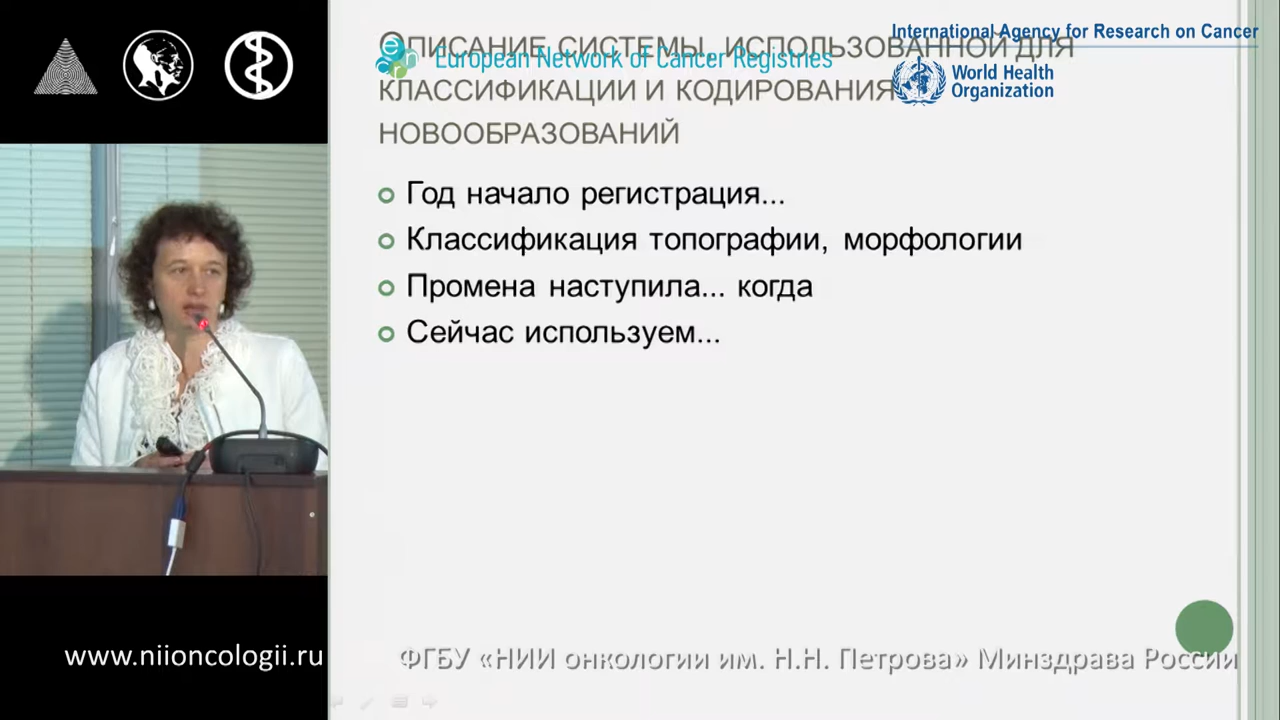 International Agency for Research on Cancer
European Network of Cancer Registries
World Health
Organization
ОПИСАНИЕ СИСТЕМЫ, ИСПОЛЬЗОВАННОЙ ДЛЯ
КЛАССИФИКАЦИИ И КОДИРОВАНИЯ
НОВООБРАЗОВАНИЙ
Год начало регистрация...
Классификация топографии, морфологии
Промена наступила... когда
Сейчас используем...
www.niioncologii.ru
ФГБУ «НИИ онкологии им. Н.Н. Петрова» Минздрава России